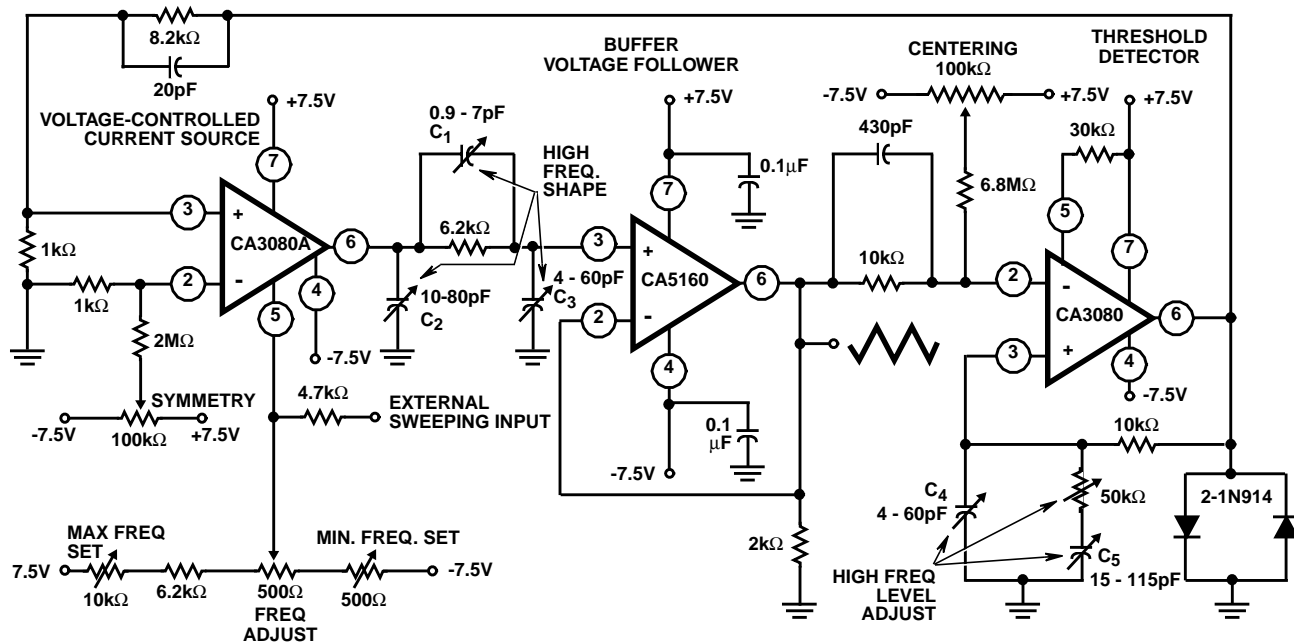 8.2kΩ
20pF
VOLTAGE-CONTROLLED
CURRENT SOURCE
+7.5V
7
3
+
CA3080A
6
1kΩ
1kΩ
2
-
4
5
-7.5V
2MΩ
SYMMETRY
-7.5V
+7.5V
100kΩ
4.7kΩ
EXTERNAL
SWEEPING INPUT
0.9 - 7pF
C1
HIGH
FREQ.
SHAPE
6.2kΩ
10-80pF
C2
4 - 60pF
C3
BUFFER
VOLTAGE FOLLOWER
+7.5V
0.1µF
7
3
+
CA5160
6
2
-
4
0.1
µF
-7.5V
2kΩ
CENTERING
100kΩ
-7.5V
+7.5V
430pF
6.8MΩ
10kΩ
THRESHOLD
DETECTOR
+7.5V
30kΩ
5
7
2
-
CA3080
6
3
+
4
-7.5V
10kΩ
C4
4 - 60pF
50kΩ
C5
15 - 115pF
2-1N914
HIGH FREQ
LEVEL
ADJUST
MAX FREQ
SET
7.5V
10kΩ
6.2kΩ
500Ω
FREQ
ADJUST
MIN. FREQ. SET
500Ω
-7.5V